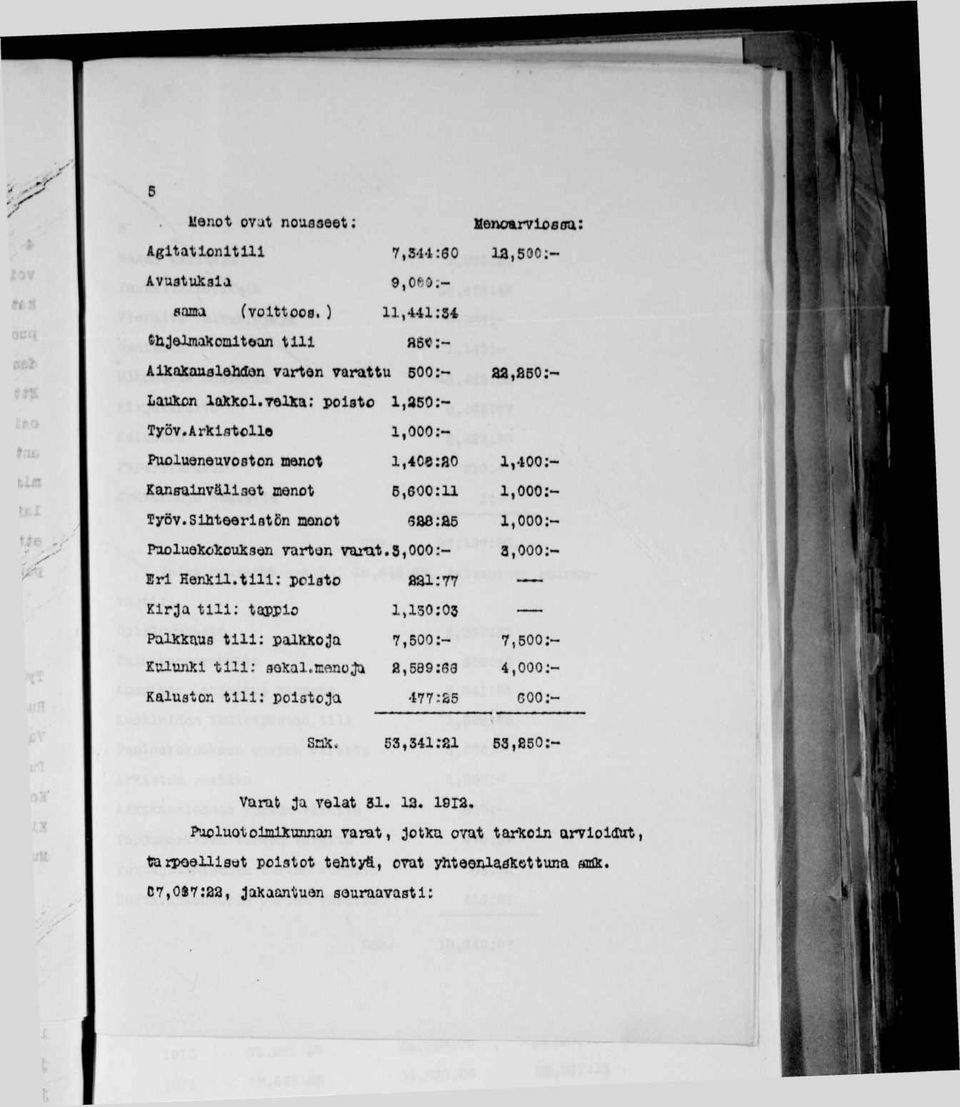 5
Menot ovat nousseet: Menoarviossa:
Agitationitili 7,344:60 12,500:-
Avustuksia
sama (voittoos.) 11,441:34
Ohjelmakomitean tili 250:-
Aikakauslehden varten varattu 500:- 22,250:-
Laukon lakkol.velka: poisto 1,250:-
Työv.Arkistolle 1,000:-
Puolueneuvoston menot 1,408:20 1,400:-
Kansainväliset menot 5,600:11 1,000:-
Työv.Sihteeristön menot 628:25 1,000:-
Puoluekokouksen varten varat.3,000:- 3,000:-
Eri Henkil.tili: poisto 221:77 —
Kirja tili: tappio 1,130:03 —
Palkkaus tili: palkkoja 7,500:- 7,500:-
Kulunki tili: sekal.menoja 2,589:66 4,000:-
Kaluston tili: poistoja 477:25 600:-
Smk. 53,341:21 53,250:-
Varat ja velat 31. 12. 1912.
Puoluetoimikunnan varat, jotka ovat tarkoin arvioidut,
tarpeelliset poistot tehtyä, ovat yhteenlaskettuna smk.
jakaantuen seuraavasti: